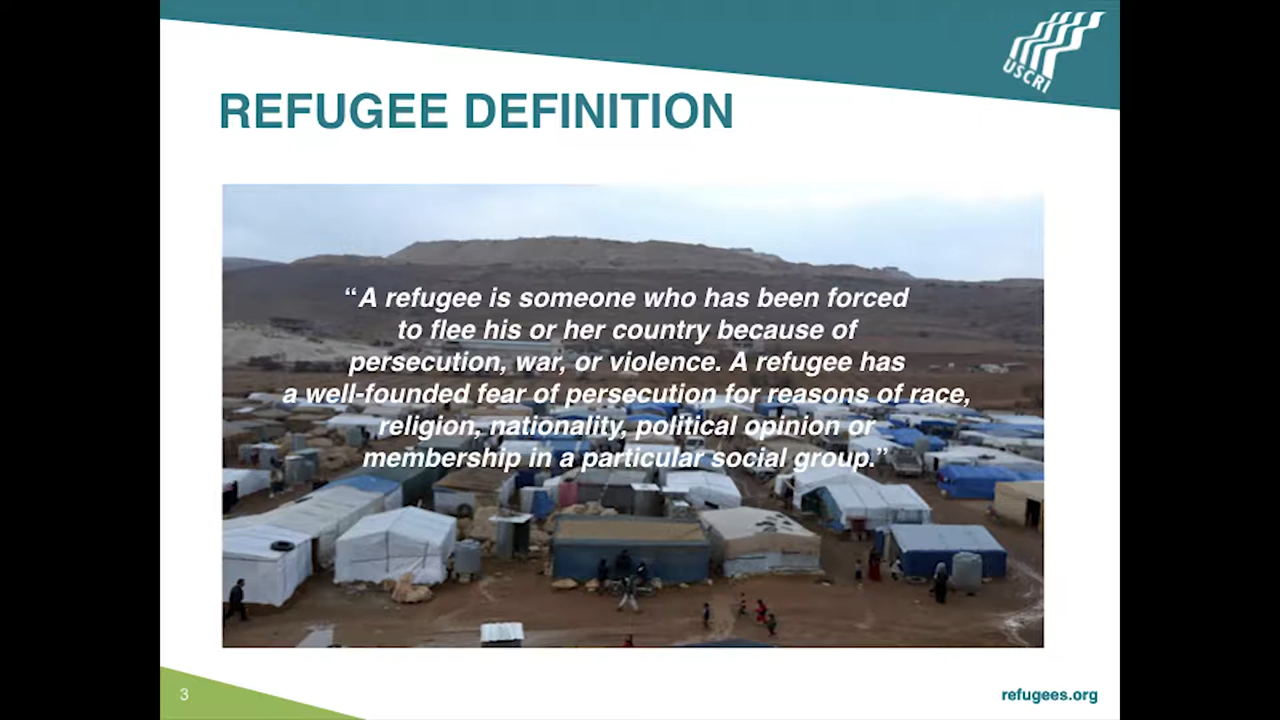 USCRI
REFUGEE DEFINITION
“A refugee is someone who has been forced
to flee his or her country because of
persecution, war, or violence. A refugee has
a well-founded fear of persecution for reasons of race,
religion, nationality, political opinion or
membership in a particular social group.”
3
refugees.org